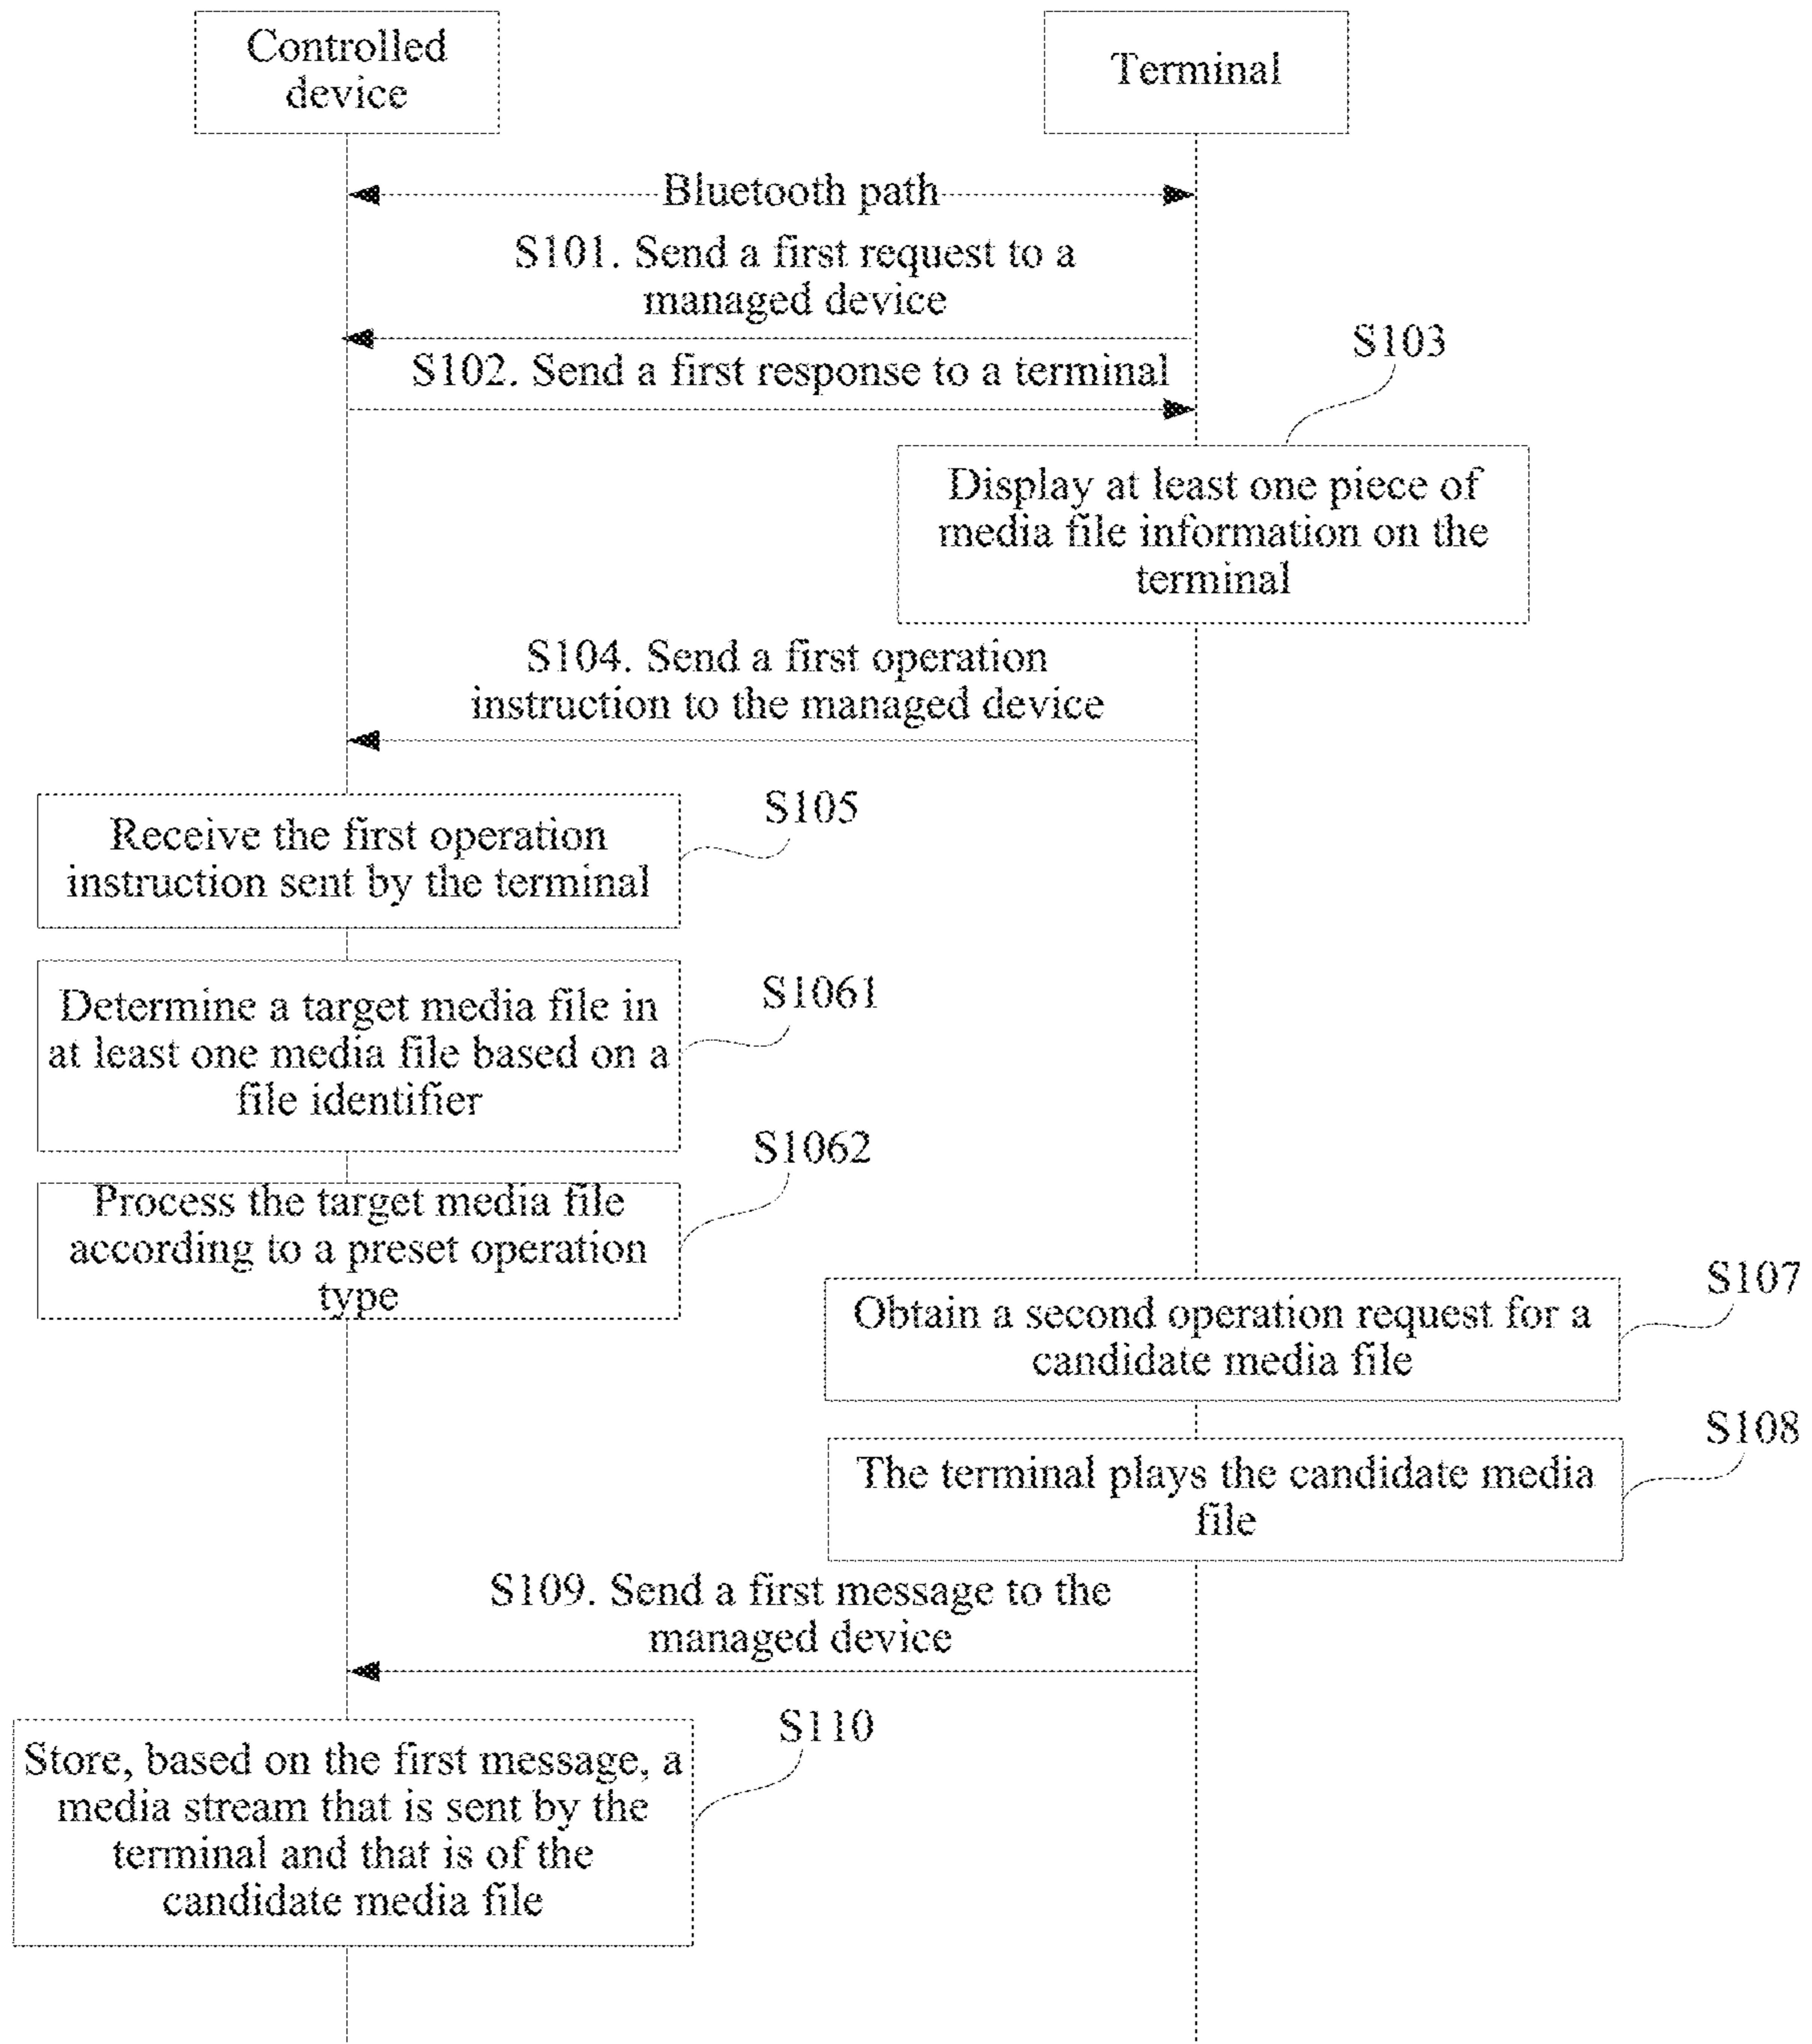 Controlled
device
Terminal
Bluetooth path
S101. Send a first request to a
managed device
S102. Send a first response to a terminal
S103
Display at least one piece of
media file information on the
terminal
S104. Send a first operation
instruction to the managed device
S105
Receive the first operation
instruction sent by the terminal
S1061
Determine a target media file in
at least one media file based on a
file identifier
S1062
Process the target media file
according to a preset operation
type
S107
Obtain a second operation request for a
candidate media file
S108
The terminal plays the candidate media
file
S109. Send a first message to the
managed device
S110
Store, based on the first message, a
media stream that is sent by the
terminal and that is of the
candidate media file